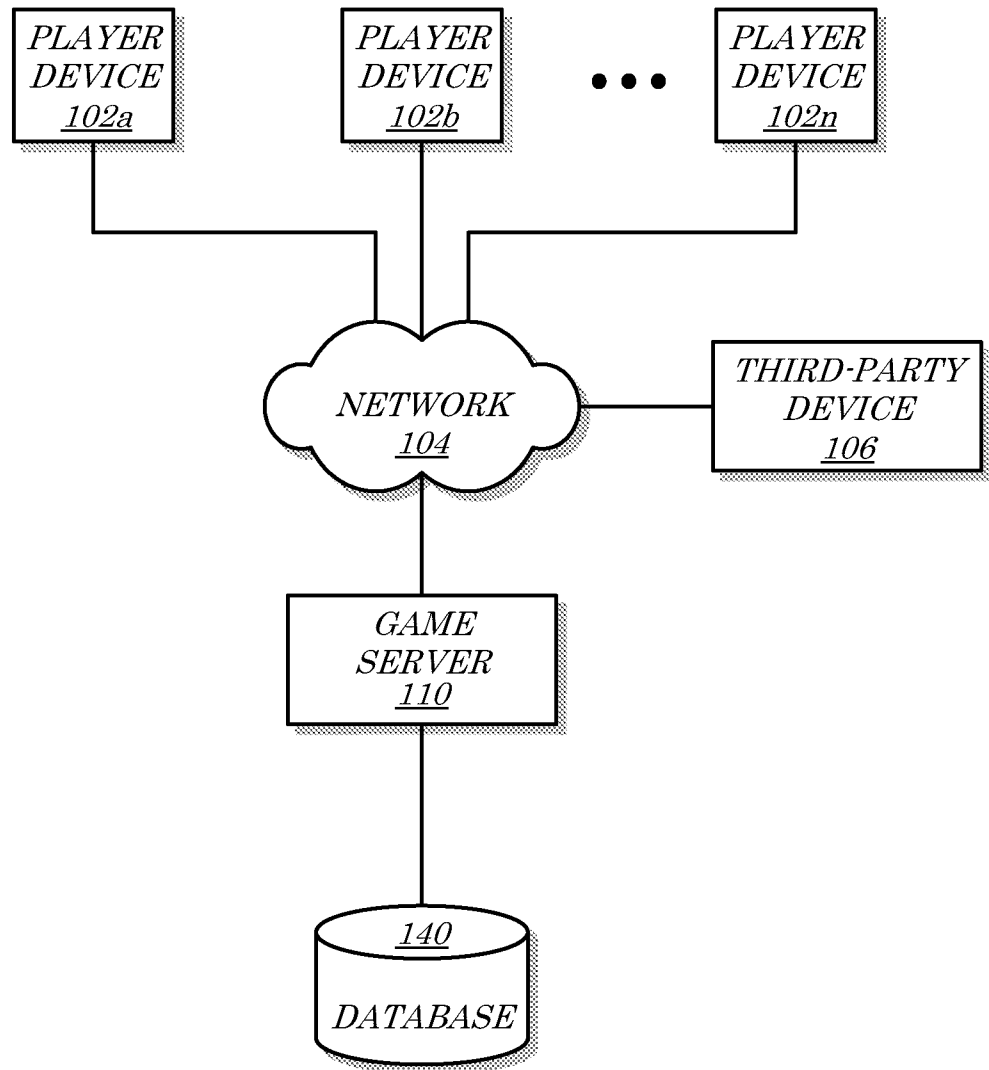 PLAYER
DEVICE
102a
PLAYER
DEVICE
102b
PLAYER
DEVICE
102n
NETWORK
104
THIRD-PARTY
DEVICE
106
GAME
SERVER
110
140
DATABASE